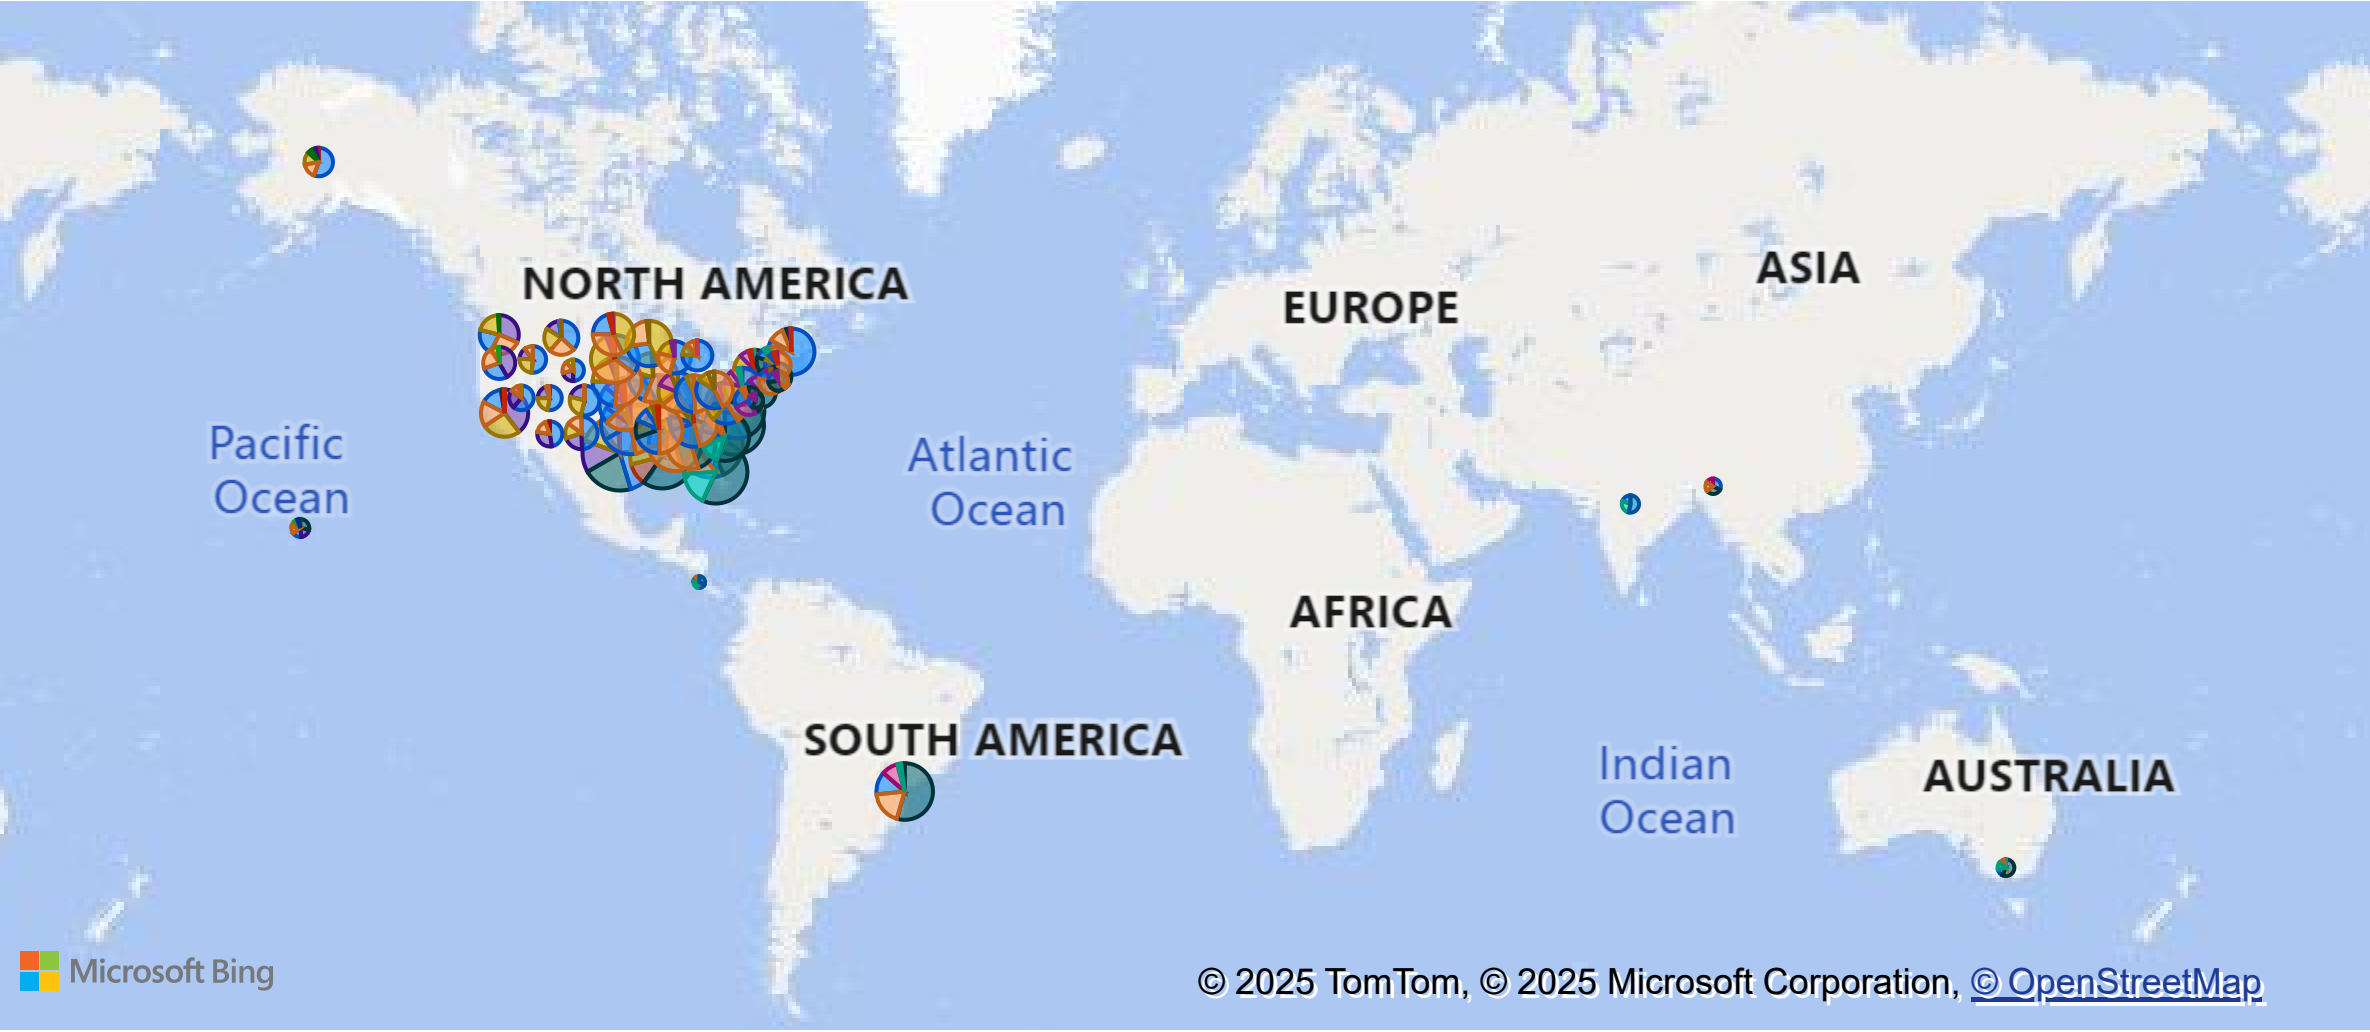 NORTH AMERICA
EUROPE
ASIA
Pacific
Ocean
Atlantic
Ocean
AFRICA
SOUTH AMERICA
Indian
Ocean
AUSTRALIA
Microsoft Bing
© 2025 TomTom, © 2025 Microsoft Corporation, © OpenStreetMap